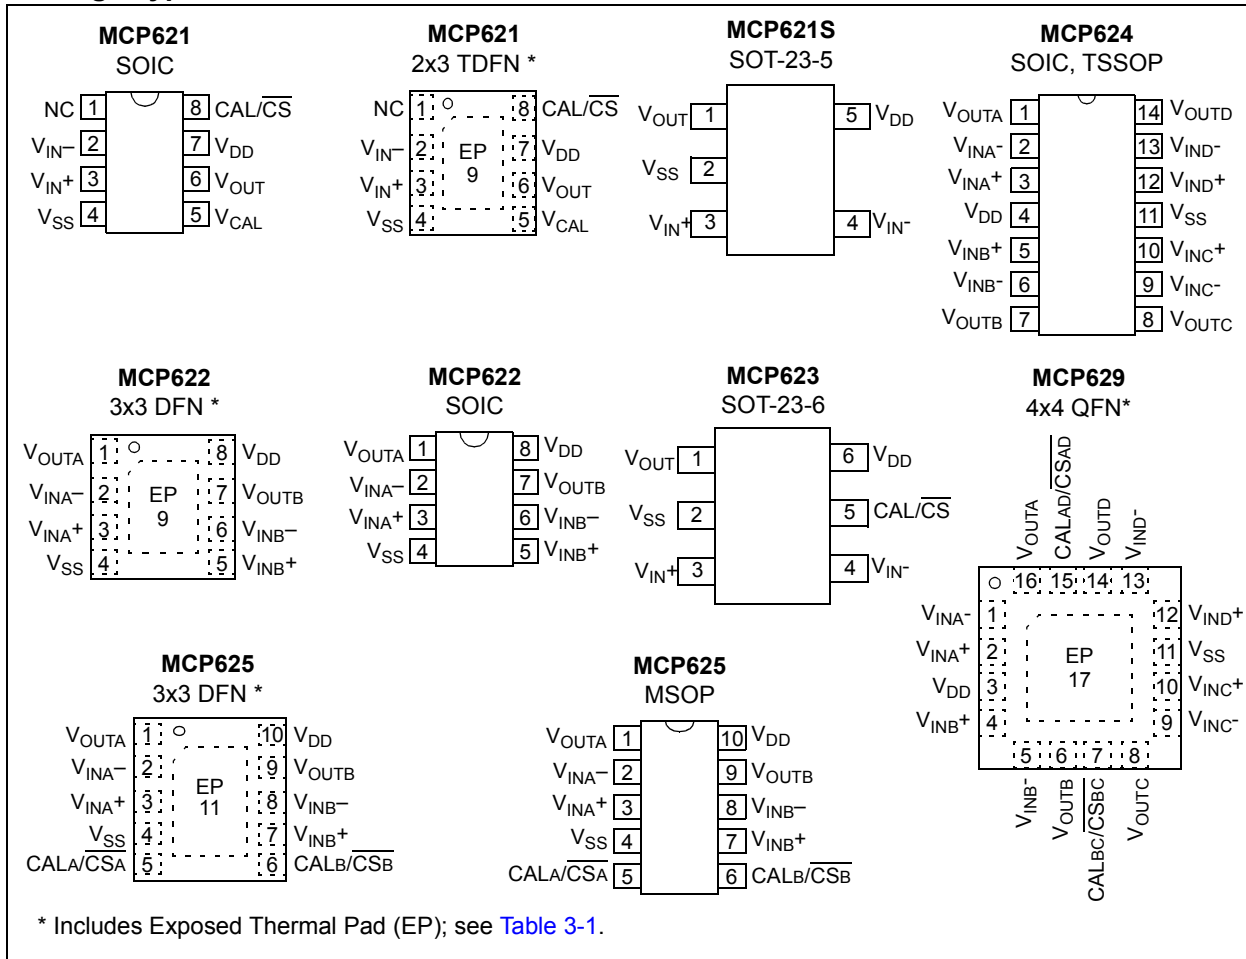 MCP621
SOIC
NC 1
8 CAL/CS
VIN– 2
7 VDD
VIN+ 3
6 VOUT
VSS 4
5 VCAL
MCP621
2x3 TDFN *
NC 1
8 CAL/CS
VIN– 2
7 VDD
VIN+ 3
6 VOUT
VSS 4
5 VCAL
EP
9
MCP621S
SOT-23-5
VOUT 1
5 VDD
VSS 2
VIN+ 3
4 VIN-
MCP624
SOIC, TSSOP
VOUTA 1
14 VOUTD
VINA- 2
13 VIND-
VINA+ 3
12 VIND+
VDD 4
11 VSS
VINB+ 5
10 VINC+
VINB- 6
9 VINC-
VOUTB 7
8 VOUTC
MCP622
3x3 DFN *
VOUTA 1
8 VDD
VINA– 2
7 VOUTB
VINA+ 3
6 VINB–
VSS 4
5 VINB+
EP
9
MCP622
SOIC
VOUTA 1
8 VDD
VINA– 2
7 VOUTB
VINA+ 3
6 VINB–
VSS 4
5 VINB+
MCP623
SOT-23-6
VOUT 1
6 VDD
VSS 2
5 CAL/CS
VIN+ 3
4 VIN-
MCP629
4x4 QFN*
VOUTA
CALAD/CSAD
VOUTD
VIND-
16 15 14 13
VINA- 1
12 VIND+
VINA+ 2
11 VSS
VDD 3
10 VINC+
VINB+ 4
9 VINC-
EP
17
5 6 7 8
VINB-
VOUTB
CALBC/CSBC
VOUTC
MCP625
3x3 DFN *
VOUTA 1
10 VDD
VINA– 2
9 VOUTB
VINA+ 3
8 VINB–
VSS 4
7 VINB+
CALA/CSA 5
6 CALB/CSB
EP
11
MCP625
MSOP
VOUTA 1
10 VDD
VINA– 2
9 VOUTB
VINA+ 3
8 VINB–
VSS 4
7 VINB+
CALA/CSA 5
6 CALB/CSB
* Includes Exposed Thermal Pad (EP); see Table 3-1.